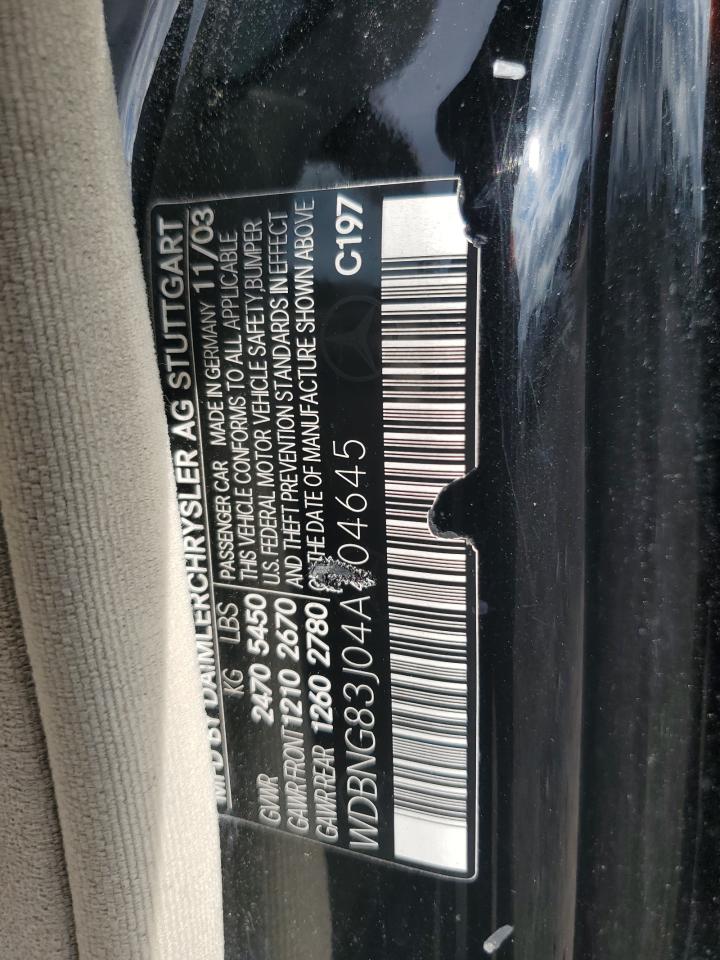 MFD BY DAIMLERCHRYSLER AG STUTTGART
KG LBS PASSENGER CAR MADE IN GERMANY 11/03
THIS VEHICLE CONFORMS TO ALL APPLICABLE
GVWR 2470 5450 U.S. FEDERAL MOTOR VEHICLE SAFETY, BUMPER
GAWR FRONT 1210 2670 AND THEFT PREVENTION STANDARDS IN EFFECT
GAWR REAR 1260 2780 THE DATE OF MANUFACTURE SHOWN ABOVE
WDBNG83J04A 04645 C197